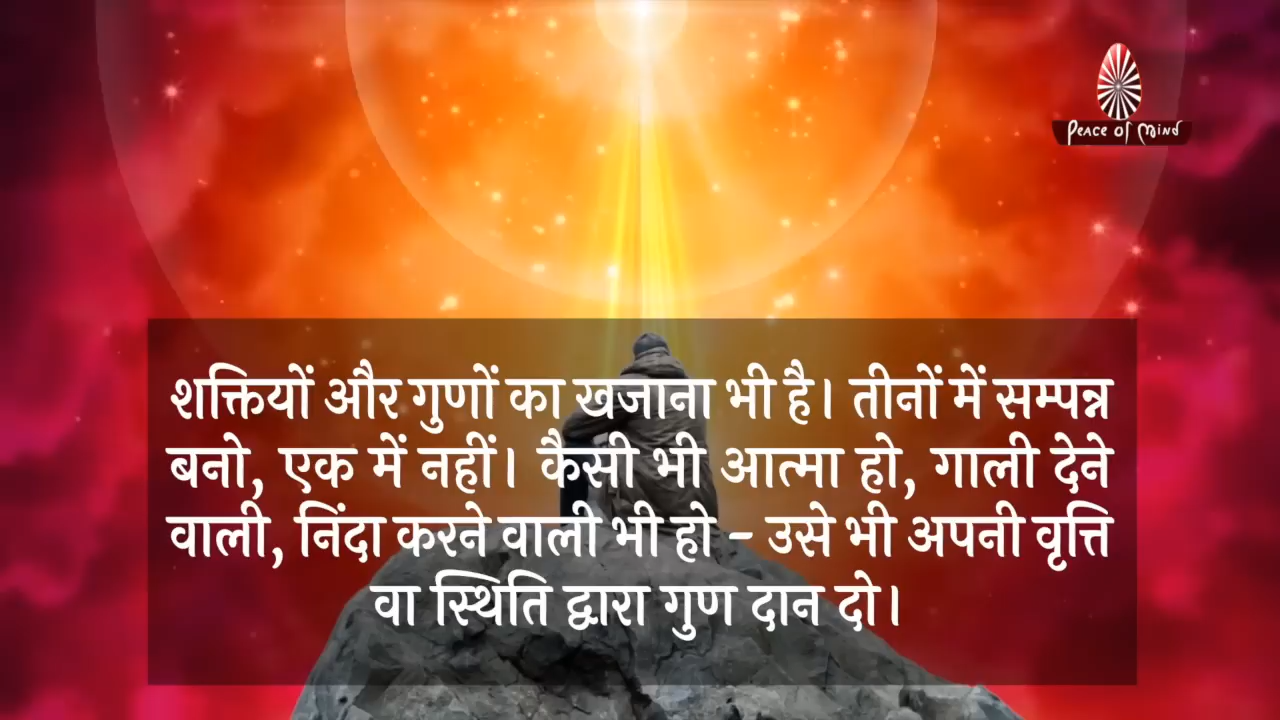 Peace of Mind
शक्तियों और गुणों का खजाना भी है। तीनों में सम्पन्न
बनो, एक में नहीं। कैसी भी आत्मा हो, गाली देने
वाली, निंदा करने वाली भी हो - उसे भी अपनी वृत्ति
वा स्थिति द्वारा गुण दान दो।